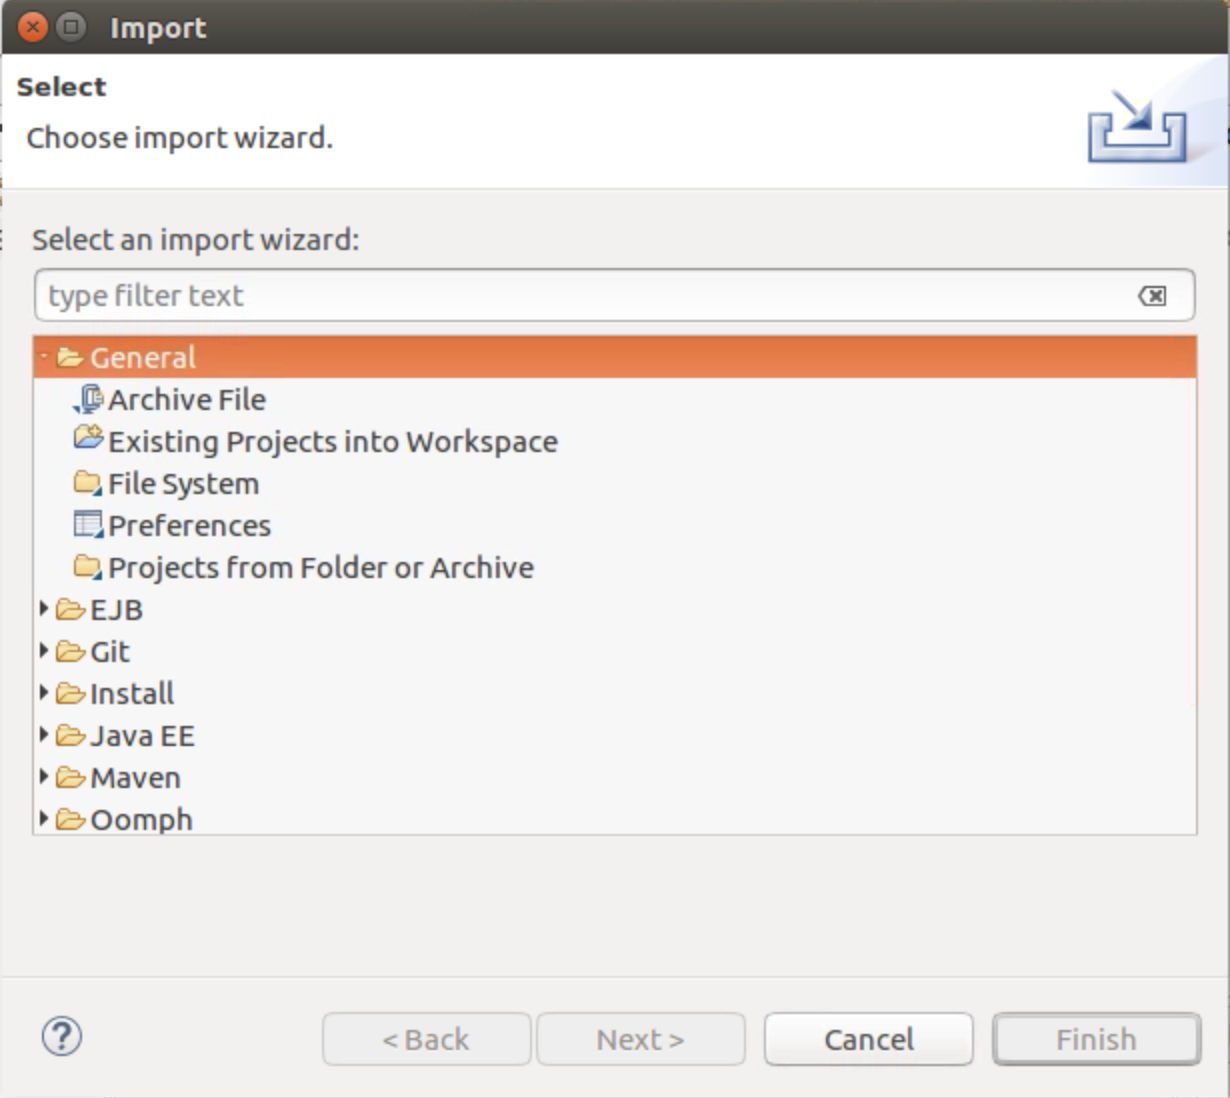 Import
Select
Choose import wizard.
Select an import wizard:
type filter text
General
Archive File
Existing Projects into Workspace
File System
Preferences
Projects from Folder or Archive
EJB
Git
Install
Java EE
Maven
Oomph
< Back
Next >
Cancel
Finish